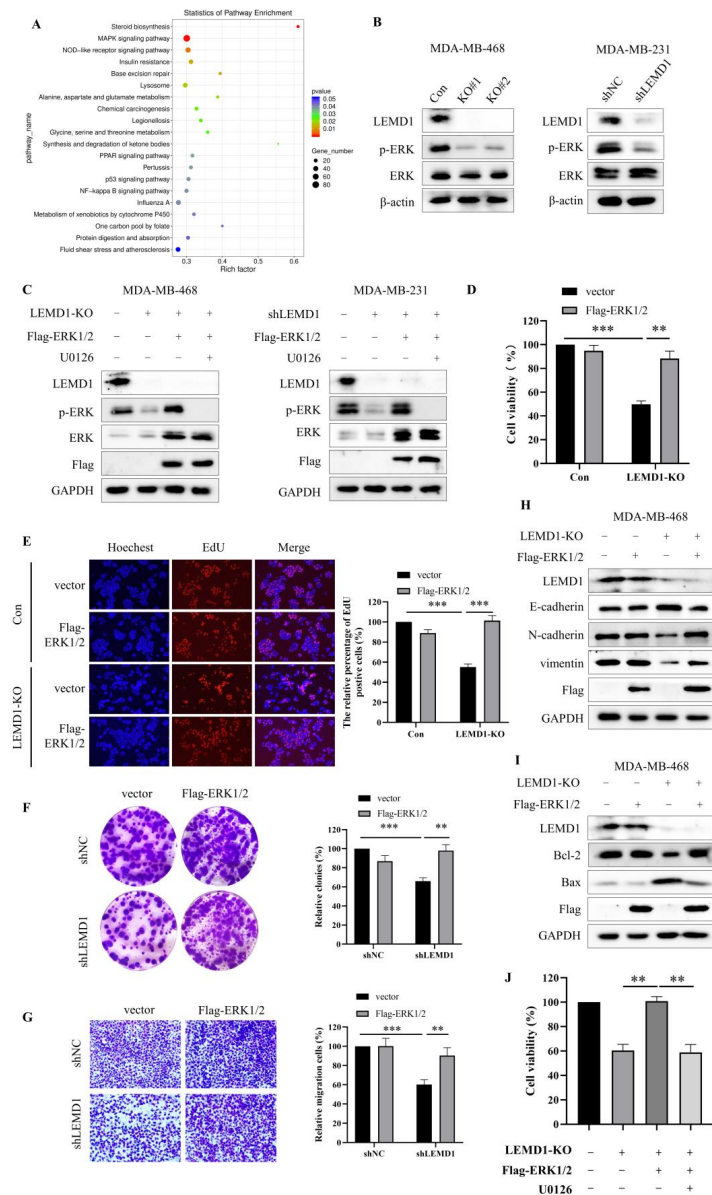 A
Statistics of Pathway Enrichment
pathway_name
Steroid biosynthesis
MAPK signaling pathway
NOD-like receptor signaling pathway
Insulin resistance
Base excision repair
Lysosome
Alanine, aspartate and glutamate metabolism
Chemical carcinogenesis
Legionellosis
Glycine, serine and threonine metabolism
Synthesis and degradation of ketone bodies
PPAR signaling pathway
Pertussis
p53 signaling pathway
NF-kappa B signaling pathway
Influenza A
Metabolism of xenobiotics by cytochrome P450
One carbon pool by folate
Protein digestion and absorption
Fluid shear stress and atherosclerosis
0.3 0.4 0.5 0.6
Rich factor
pvalue
0.05
0.04
0.03
0.02
0.01
Gene_number
20
40
60
80
B
MDA-MB-468
Con KO#1 KO#2
LEMD1
p-ERK
ERK
β-actin
MDA-MB-231
shNC shLEMD1
LEMD1
p-ERK
ERK
β-actin
C
MDA-MB-468
LEMD1-KO – + + +
Flag-ERK1/2 – – + +
U0126 – – – +
LEMD1
p-ERK
ERK
Flag
GAPDH
MDA-MB-231
shLEMD1 – + + +
Flag-ERK1/2 – – + +
U0126 – – – +
LEMD1
p-ERK
ERK
Flag
GAPDH
D
vector
Flag-ERK1/2
*** **
Cell viability (%)
120
100
80
60
40
20
0
Con LEMD1-KO
E
Hoechest EdU Merge
Con
vector
Flag-
ERK1/2
LEMD1-KO
vector
Flag-
ERK1/2
vector
Flag-ERK1/2
*** ***
The relative percentage of EdU
postive cells (%)
120
100
80
60
40
20
0
Con LEMD1-KO
F
vector Flag-ERK1/2
shNC
shLEMD1
vector
Flag-ERK1/2
*** **
Relative clonies (%)
150
100
50
0
shNC shLEMD1
G
vector Flag-ERK1/2
shNC
shLEMD1
vector
Flag-ERK1/2
*** **
Relative migration cells (%)
150
100
50
0
shNC shLEMD1
H
MDA-MB-468
LEMD1-KO – – + +
Flag-ERK1/2 – + – +
LEMD1
E-cadherin
N-cadherin
vimentin
Flag
GAPDH
I
MDA-MB-468
LEMD1-KO – – + +
Flag-ERK1/2 – + – +
LEMD1
Bcl-2
Bax
Flag
GAPDH
J
** **
Cell viability (%)
120
100
80
60
40
20
0
LEMD1-KO – + + +
Flag-ERK1/2 – – + +
U0126 – – – +